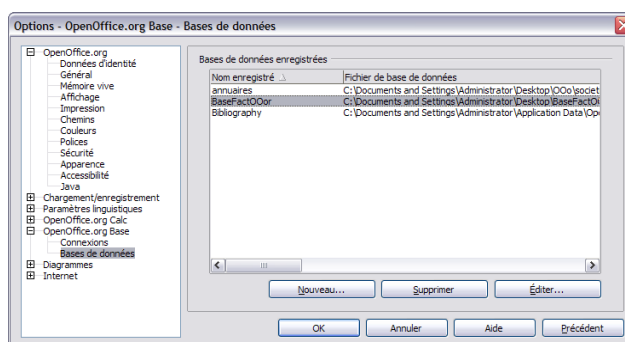 Options - OpenOffice.org Base - Bases de données
OpenOffice.org
Données d'identité
Général
Mémoire vive
Affichage
Impression
Chemins
Couleurs
Polices
Sécurité
Apparence
Accessibilité
Java
Chargement/enregistrement
Paramètres linguistiques
OpenOffice.org Calc
OpenOffice.org Base
Connexions
Bases de données
Diagrammes
Internet
Bases de données enregistrées
Nom enregistré Fichier de base de données
annuaires C:\Documents and Settings\Administrator\Desktop\OOo\societ
BaseFactOOor C:\Documents and Settings\Administrator\Desktop\BaseFactO
Bibliography C:\Documents and Settings\Administrator\Application Data\Ope
Nouveau... Supprimer Éditer...
OK Annuler Aide Précédent